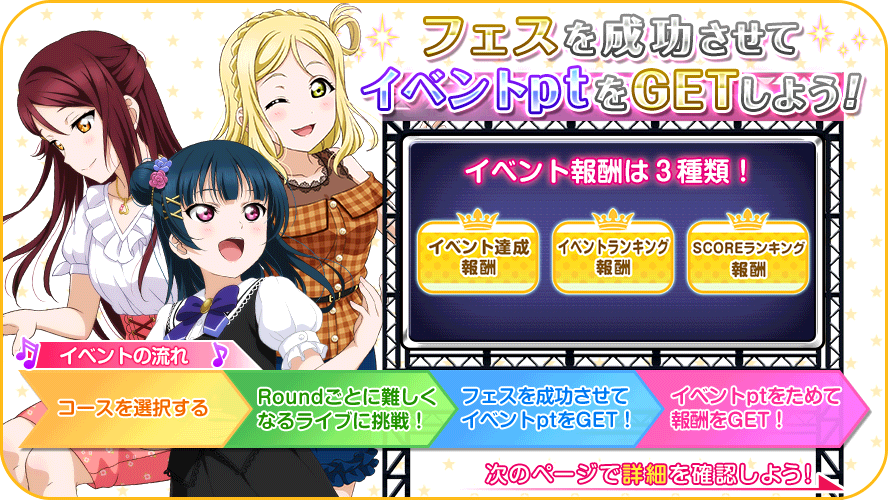 フェスを成功させて
イベントptをGETしよう!
イベント報酬は3種類!
イベント達成
報酬
イベントランキング
報酬
SCOREランキング
報酬
イベントの流れ
コースを選択する
Roundごとに難しく
なるライブに挑戦!
フェスを成功させて
イベントptをGET!
イベントptをためて
報酬をGET!
次のページで詳細を確認しよう!